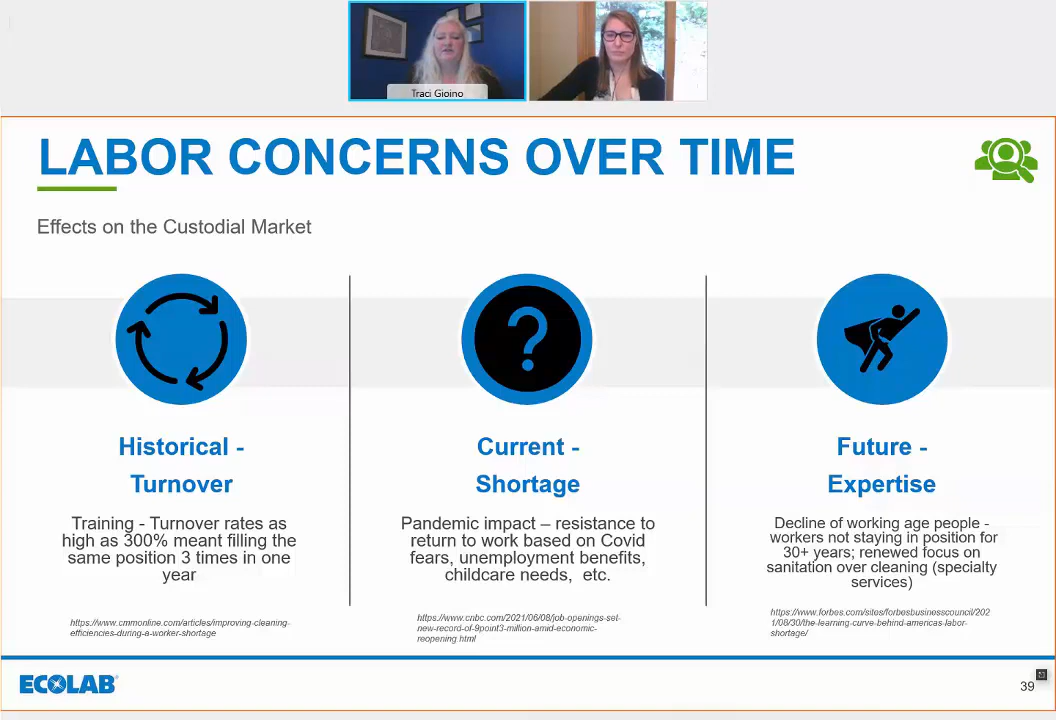 Traci Gioino
LABOR CONCERNS OVER TIME
Effects on the Custodial Market
Historical -
Turnover
Training - Turnover rates as
high as 300% meant filling the
same position 3 times in one
year
https://www.cmmonline.com/articles/improving-cleaning-
efficiencies-during-a-worker-shortage
Current -
Shortage
Pandemic impact – resistance to
return to work based on Covid
fears, unemployment benefits,
childcare needs, etc.
https://www.cnbc.com/2021/06/08/job-openings-set-
new-record-of-9point3-million-amid-economic-
reopening.html
Future -
Expertise
Decline of working age people -
workers not staying in position for
30+ years; renewed focus on
sanitation over cleaning (specialty
services)
https://www.forbes.com/sites/forbesbusinesscouncil/202
1/08/30/the-learning-curve-behind-americas-labor-
shortage/
ECOLAB®
39